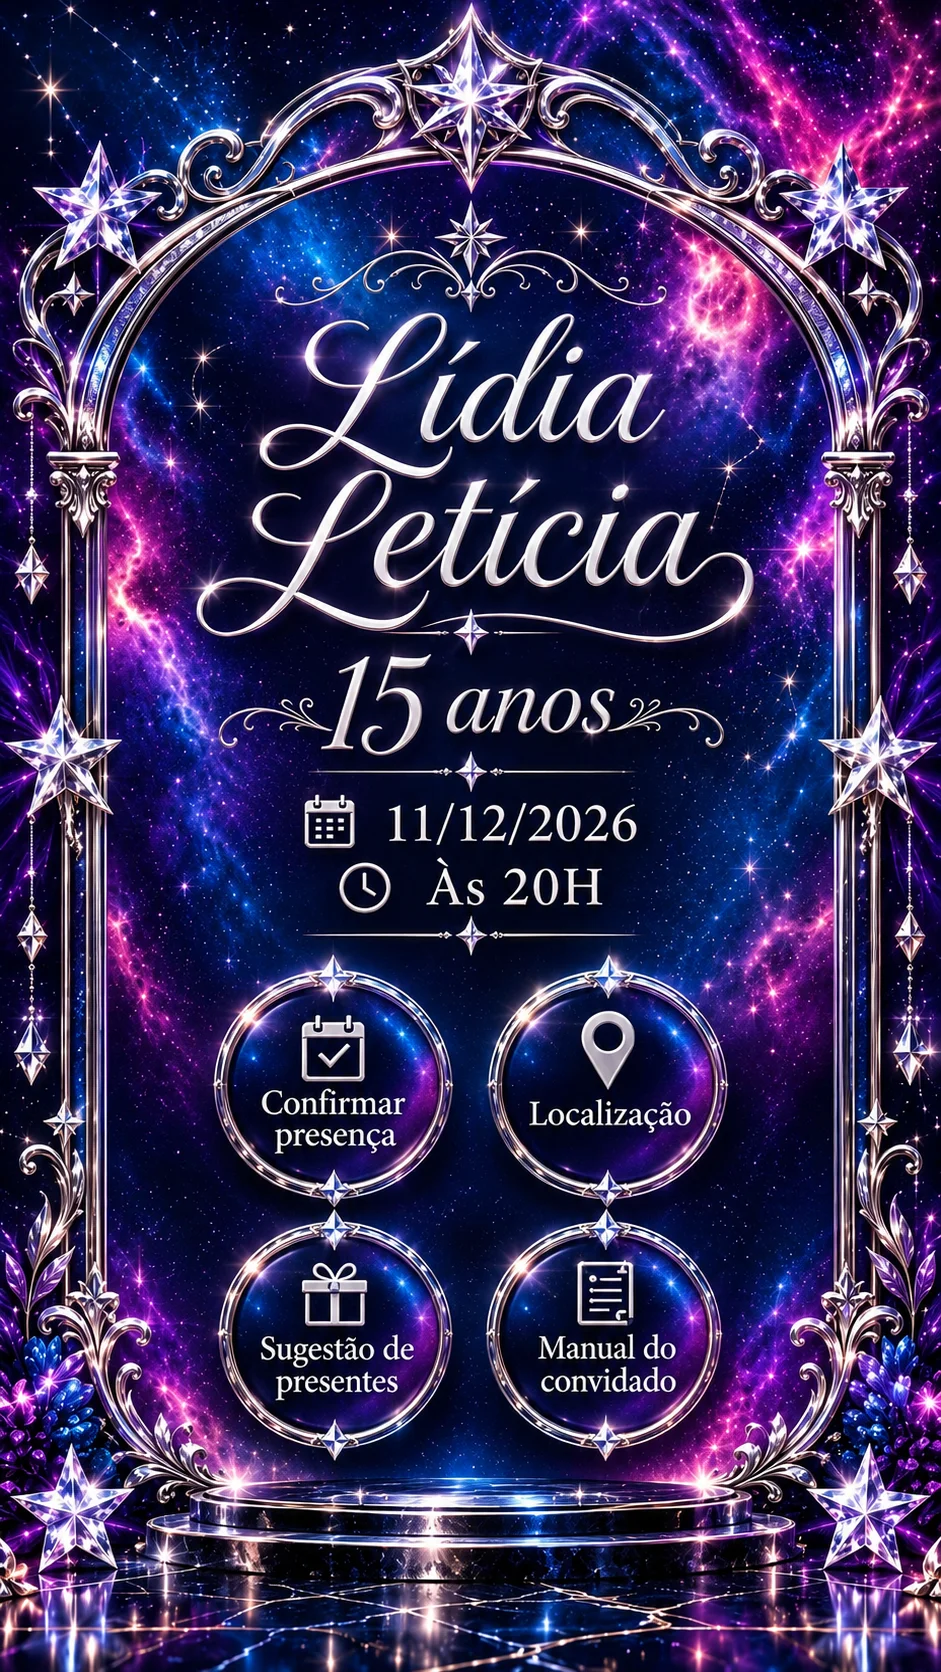 Lídia
Letícia
15 anos
11/12/2026
Às 20H
Confirmar
presença
Localização
Sugestão de
presentes
Manual do
convidado